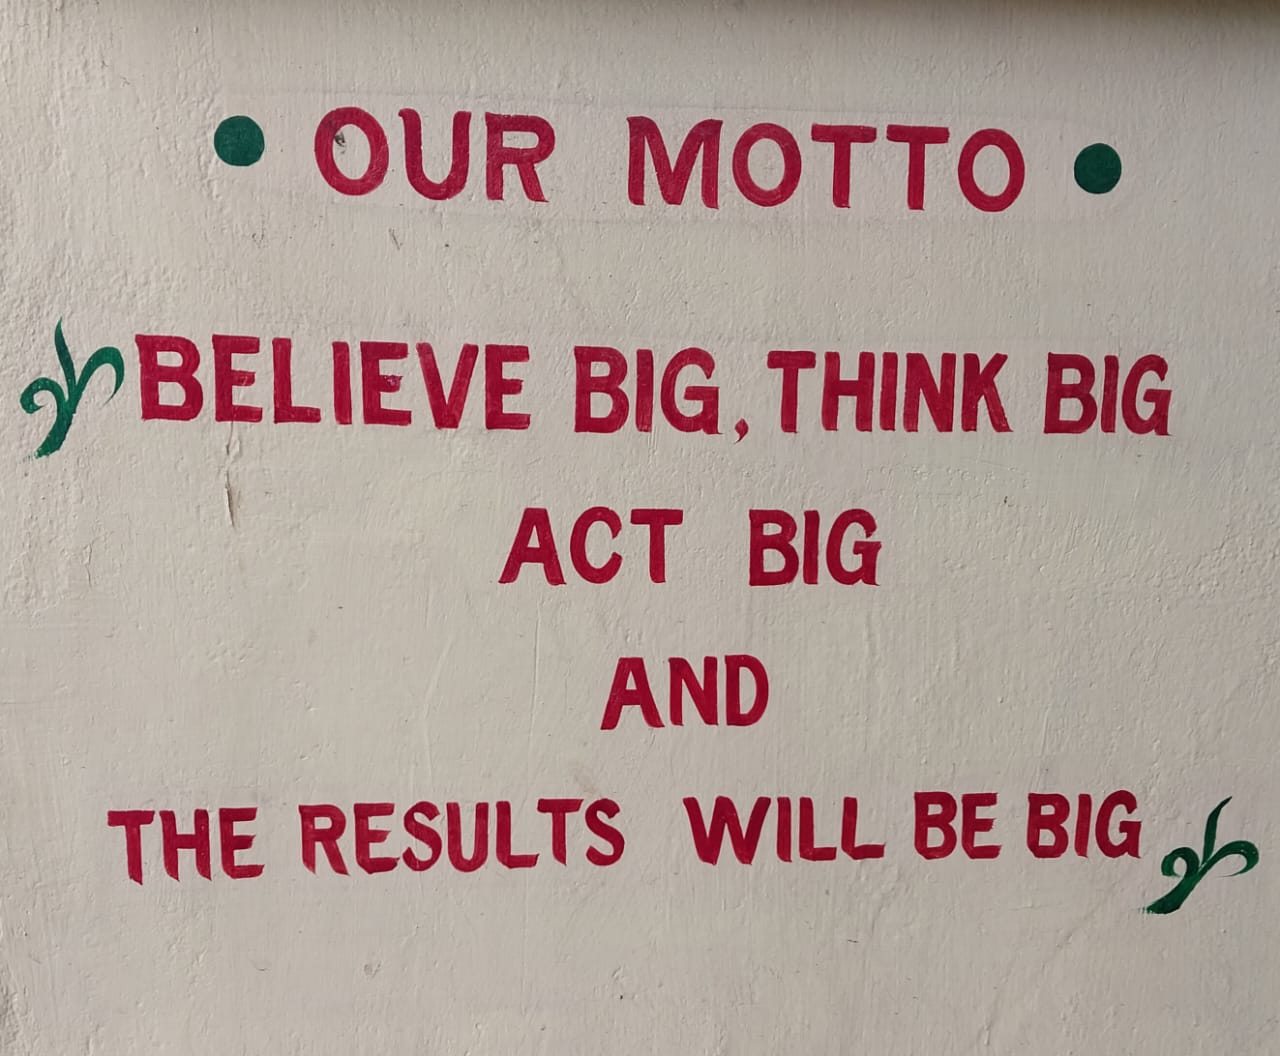 OUR MOTTO
BELIEVE BIG, THINK BIG
ACT BIG
AND
THE RESULTS WILL BE BIG